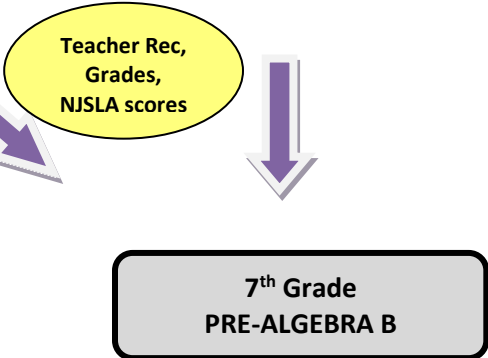 Teacher Rec,
Grades,
NJSLA scores
7th Grade
PRE-ALGEBRA B